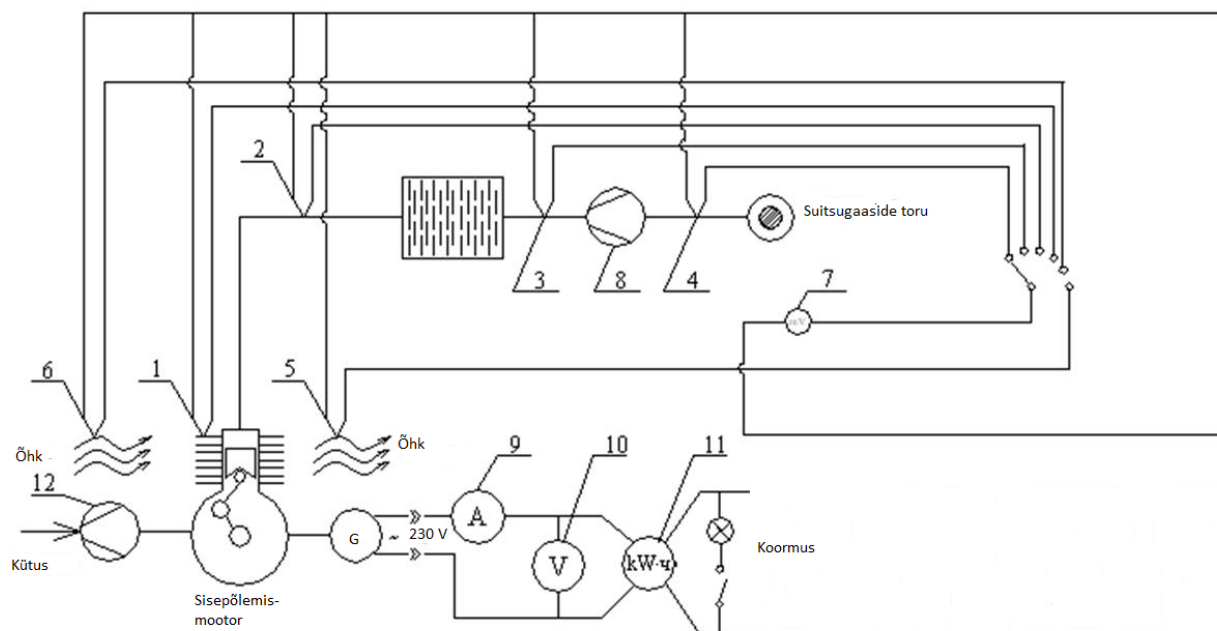 2
Suitsugaaside toru
3
8
4
7
6
1
5
Õhk
Õhk
9
10
11
12
A
G
~ 230 V
V
kW·ч
Koormus
Kütus
Sisepõlemis-
mootor